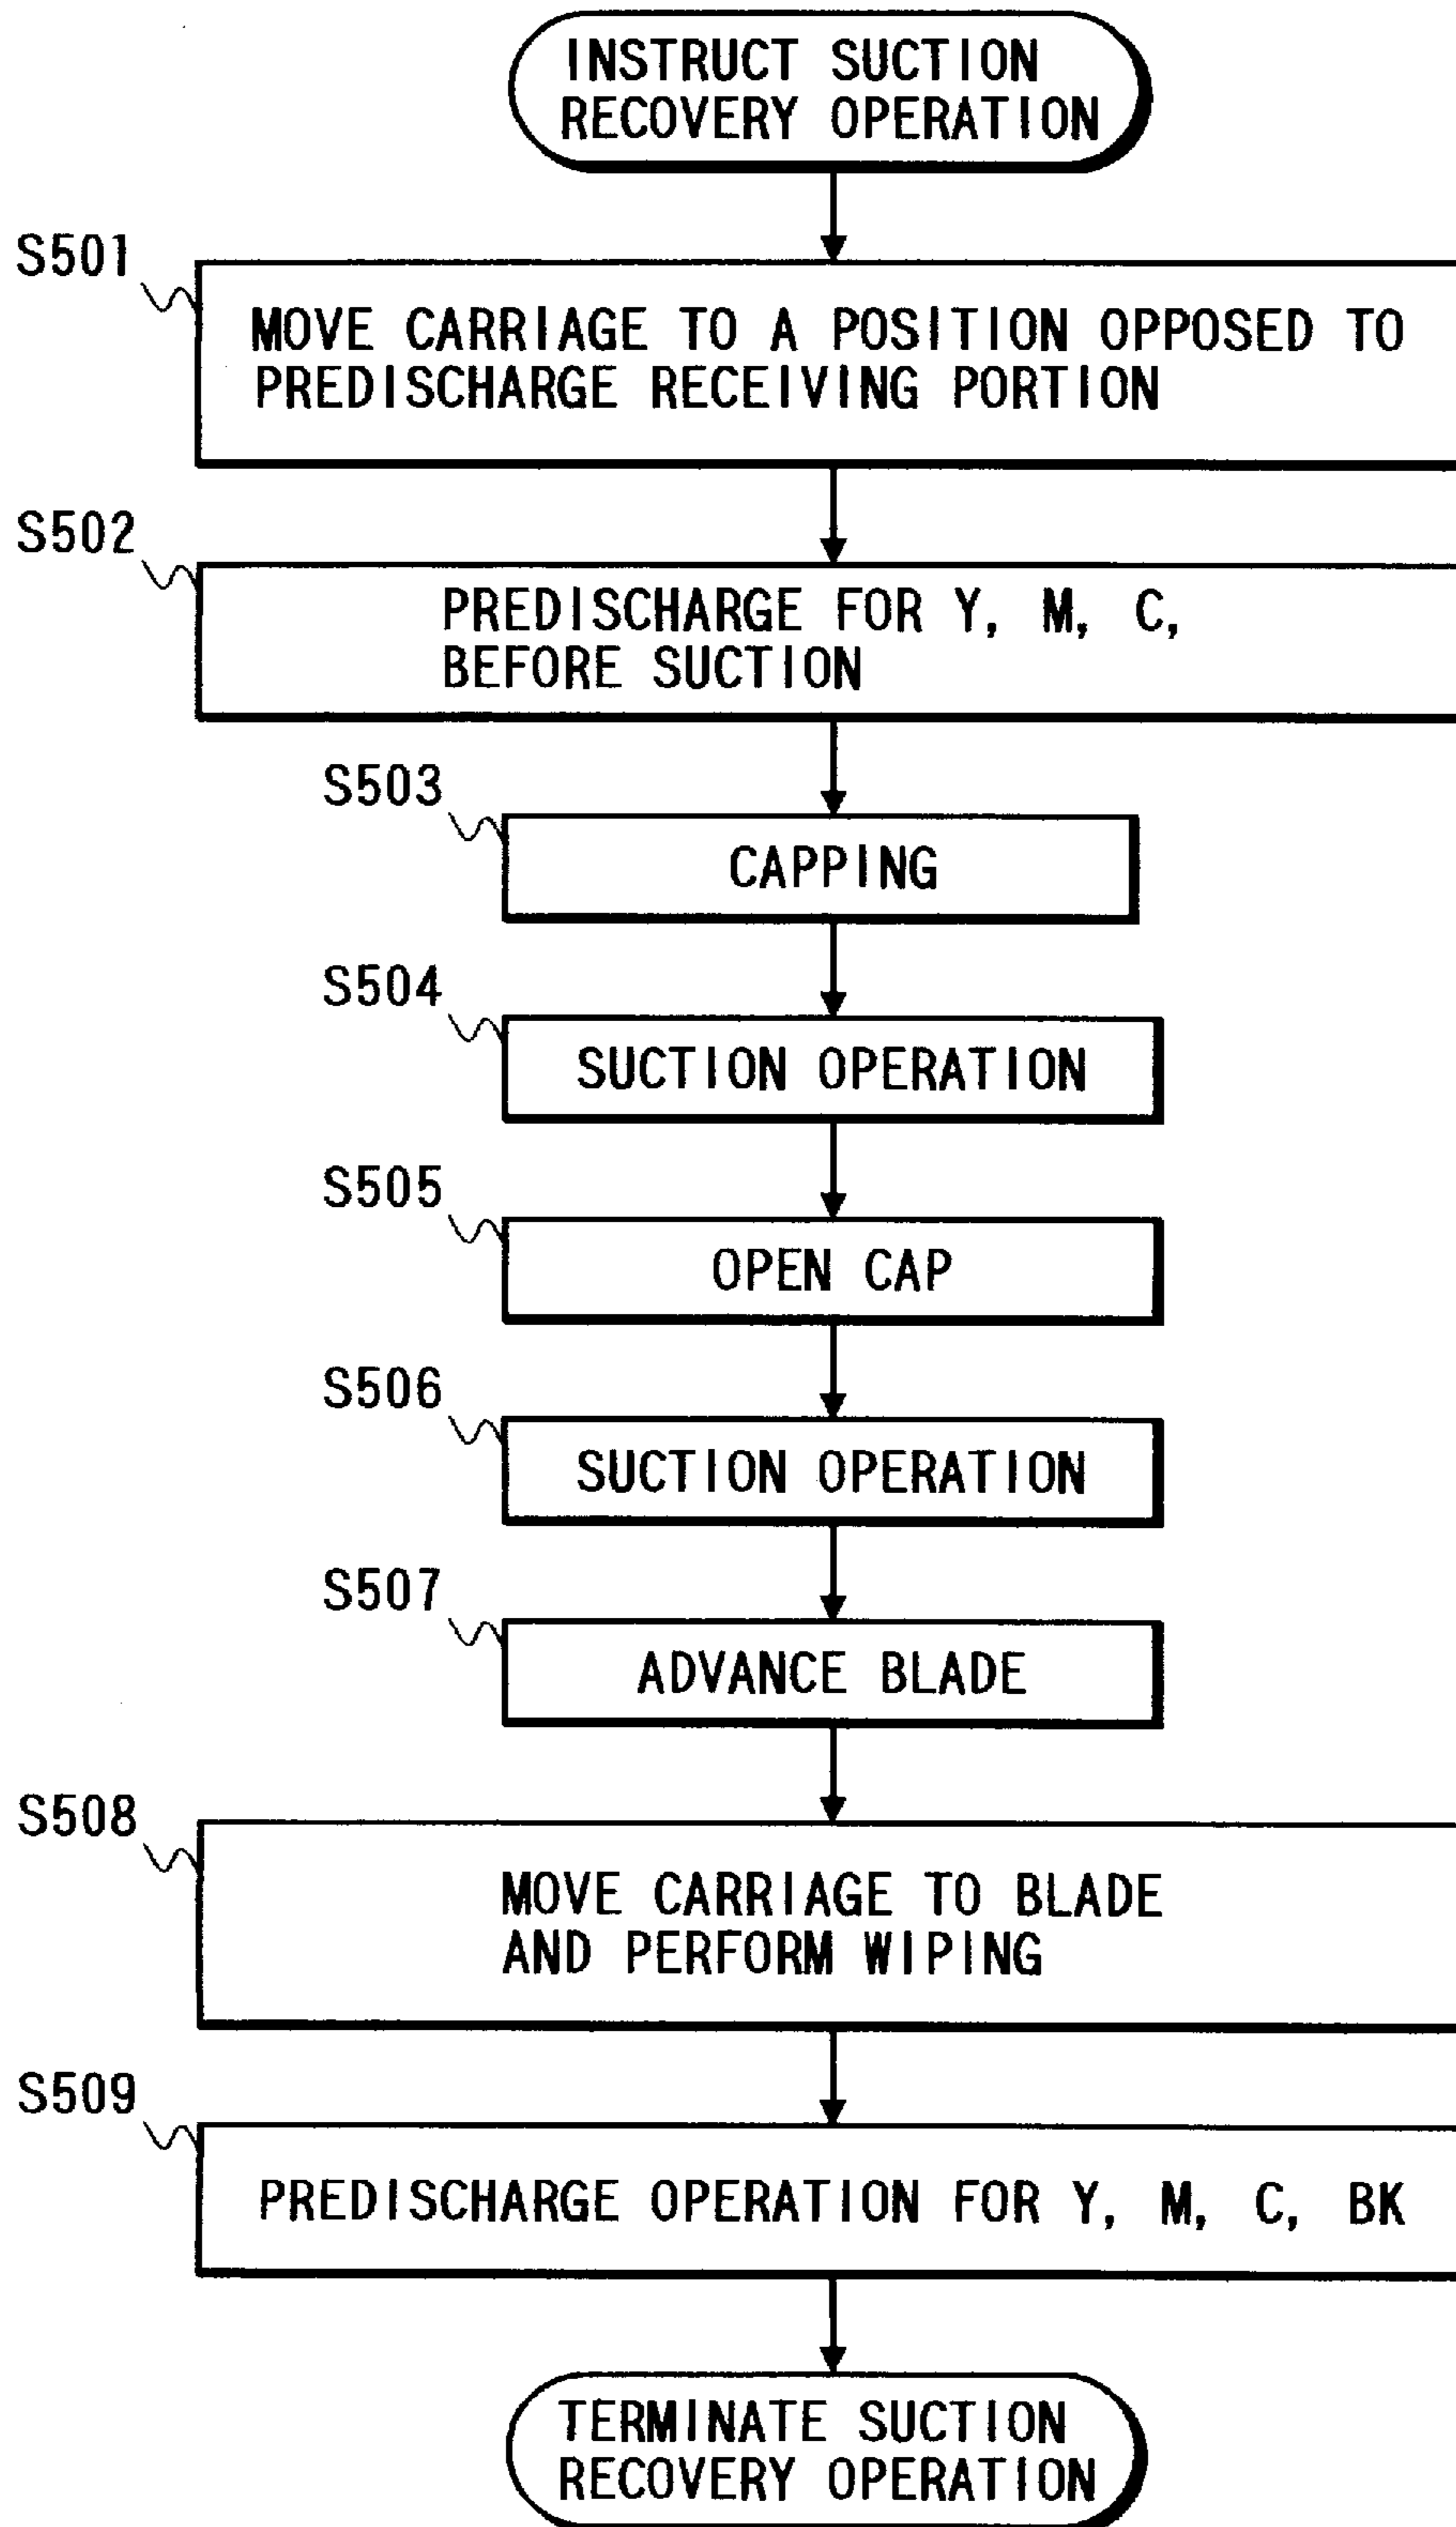 INSTRUCT SUCTION
RECOVERY OPERATION
S501
MOVE CARRIAGE TO A POSITION OPPOSED TO
PREDISCHARGE RECEIVING PORTION
S502
PREDISCHARGE FOR Y, M, C,
BEFORE SUCTION
S503
CAPPING
S504
SUCTION OPERATION
S505
OPEN CAP
S506
SUCTION OPERATION
S507
ADVANCE BLADE
S508
MOVE CARRIAGE TO BLADE
AND PERFORM WIPING
S509
PREDISCHARGE OPERATION FOR Y, M, C, BK
TERMINATE SUCTION
RECOVERY OPERATION